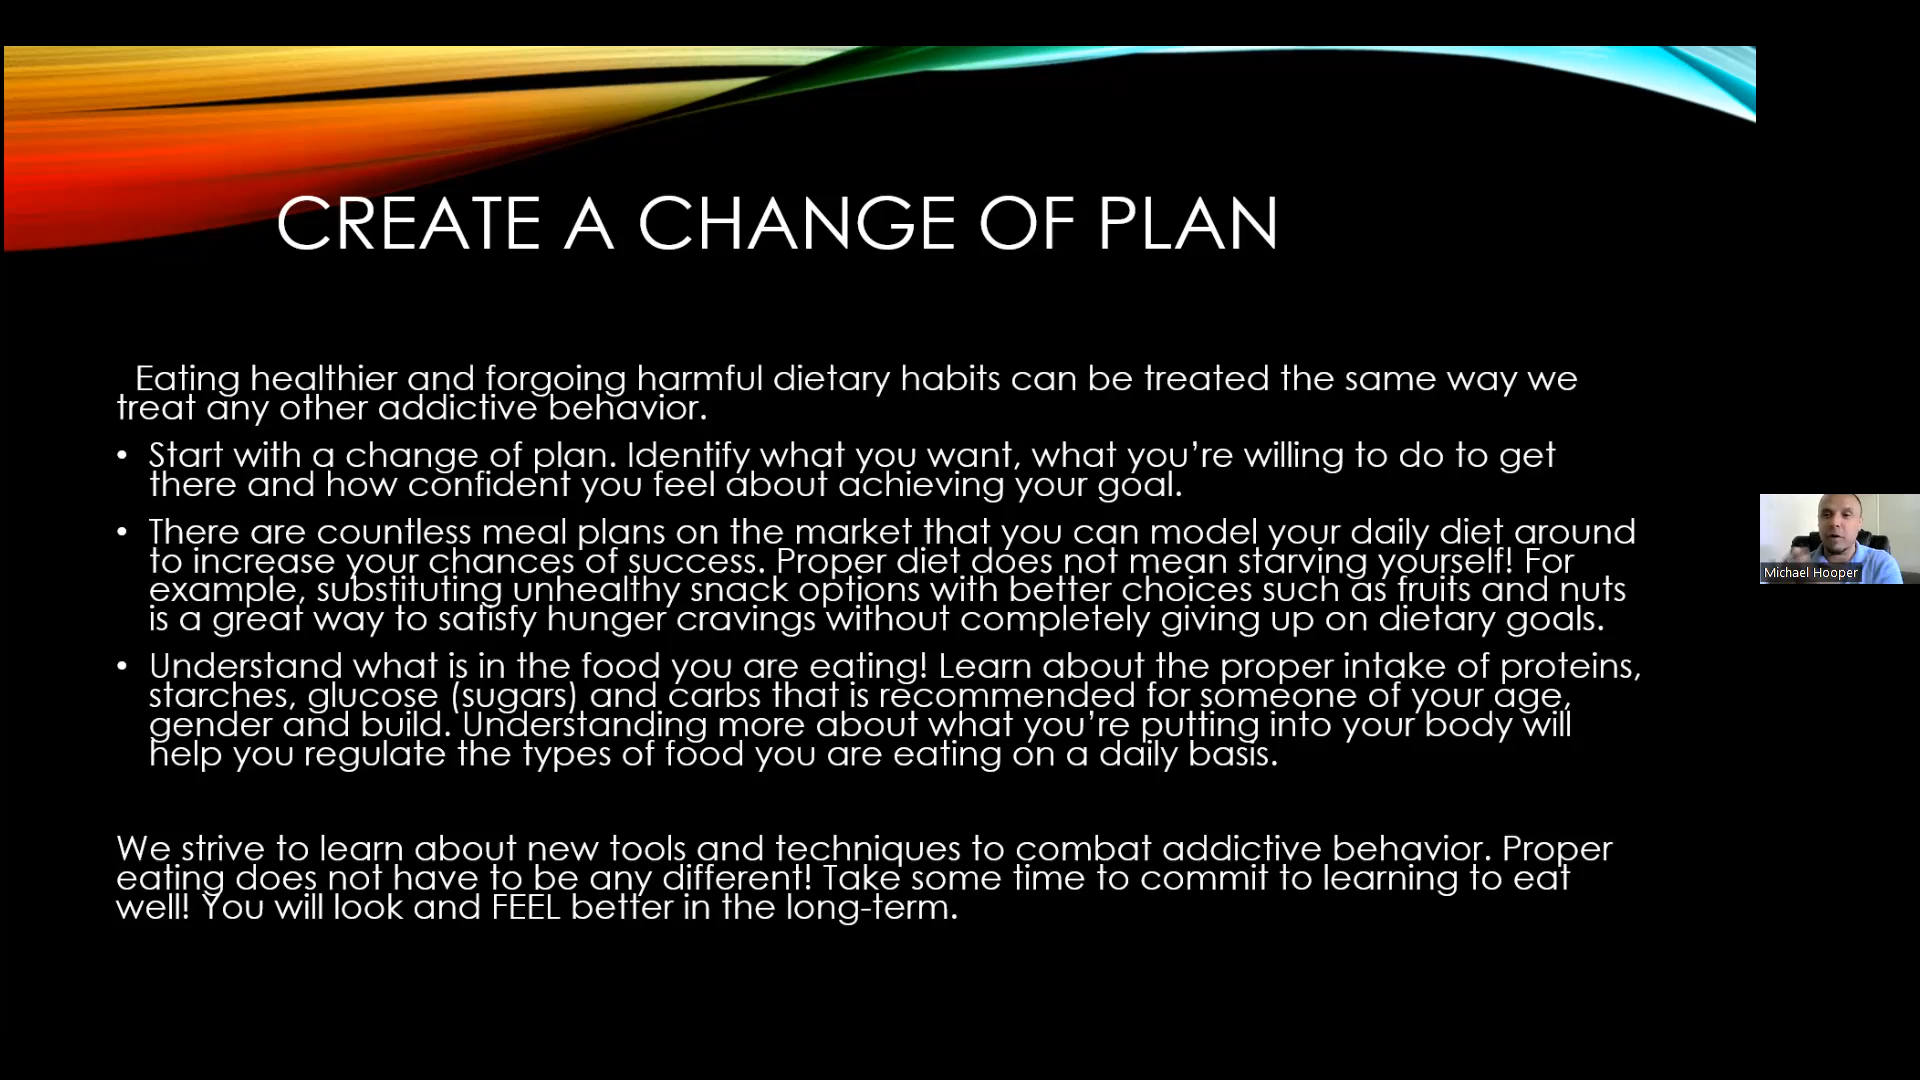 CREATE A CHANGE OF PLAN
Eating healthier and forgoing harmful dietary habits can be treated the same way we
treat any other addictive behavior.
• Start with a change of plan. Identify what you want, what you’re willing to do to get
there and how confident you feel about achieving your goal.
• There are countless meal plans on the market that you can model your daily diet around
to increase your chances of success. Proper diet does not mean starving yourself! For
example, substituting unhealthy snack options with better choices such as fruits and nuts
is a great way to satisfy hunger cravings without completely giving up on dietary goals.
• Understand what is in the food you are eating! Learn about the proper intake of proteins,
starches, glucose (sugars) and carbs that is recommended for someone of your age,
gender and build. Understanding more about what you’re putting into your body will
help you regulate the types of food you are eating on a daily basis.
We strive to learn about new tools and techniques to combat addictive behavior. Proper
eating does not have to be any different! Take some time to commit to learning to eat
well! You will look and FEEL better in the long-term.
Michael Hooper